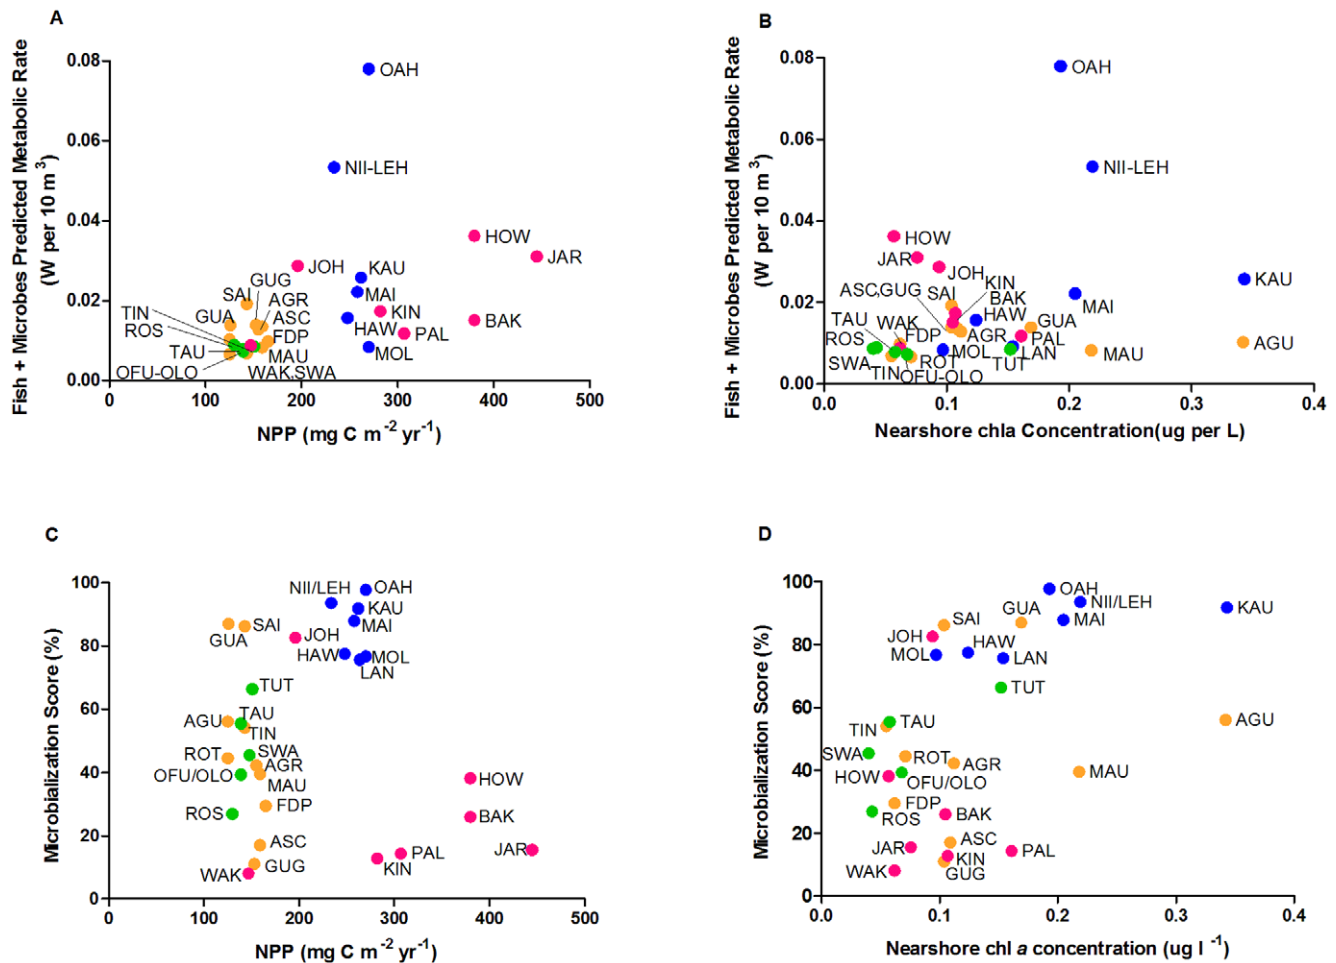 A
Fish + Microbes Predicted Metabolic Rate
(W per 10 m³)
0.08
0.06
0.04
0.02
0.00
OAH
NII-LEH
HOW
JAR
JOH
KAU
GUG
SAI
AGR
MAI
TIN
GUA
ASC
KIN
ROS
FDP
HAW
PAL
BAK
TAU
MAU
MOL
OFU-OLO
WAK,SWA
0 100 200 300 400 500
NPP (mg C m⁻² yr⁻¹)
B
Fish + Microbes Predicted Metabolic Rate
(W per 10 m³)
0.08
0.06
0.04
0.02
0.00
OAH
NII-LEH
HOW
JAR
JOH
KAU
KIN
ASC,GUG
SAI
BAK
MAI
TAU
WAK
HAW
GUA
ROS
FDP
AGR
PAL
AGU
SWA
ROT
MOL
TUT
LAN
MAU
TIN
OFU-OLO
0.0 0.1 0.2 0.3 0.4
Nearshore chla Concentration(ug per L)
C
Microbialization Score (%)
100
80
60
40
20
0
NII/LEH
OAH
KAU
MAI
GUA
SAI
JOH
HAW
MOL
LAN
TUT
AGU
TAU
TIN
ROT
SWA
AGR
OFU/OLO
MAU
HOW
FDP
ROS
BAK
ASC
GUG
WAK
PAL
KIN
JAR
0 100 200 300 400 500
NPP (mg C m⁻² yr⁻¹)
D
Microbialization Score (%)
100
80
60
40
20
0
OAH
NII/LEH
KAU
GUA
MAI
SAI
JOH
HAW
MOL
LAN
TUT
TIN
TAU
AGU
SWA
ROT
AGR
HOW
OFU/OLO
MAU
FDP
ROS
BAK
JAR
ASC
KIN
PAL
WAK
GUG
0.0 0.1 0.2 0.3 0.4
Nearshore chl a concentration (ug l⁻¹)